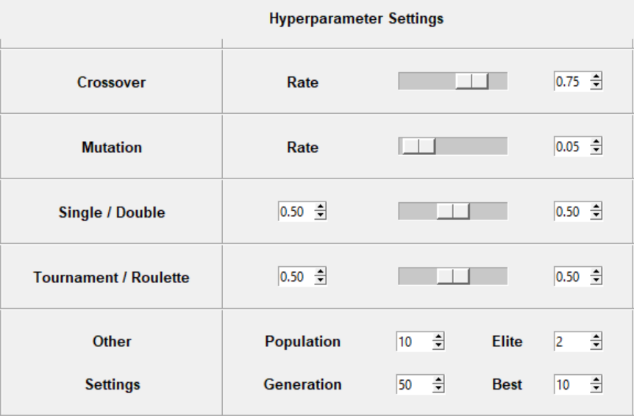 Hyperparameter Settings
Crossover Rate 0.75
Mutation Rate 0.05
Single / Double 0.50 0.50
Tournament / Roulette 0.50 0.50
Other Population 10 Elite 2
Settings Generation 50 Best 10